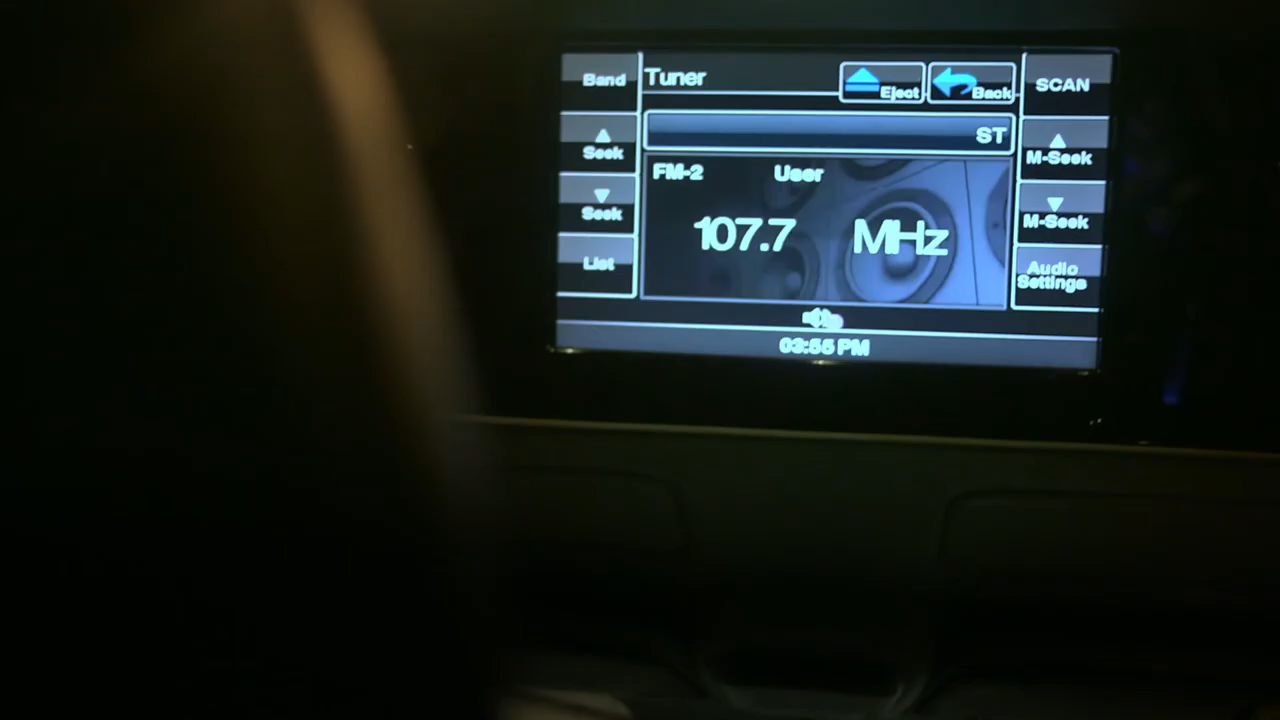 Band
Tuner
Eject
Back
SCAN
ST
Seek
M-Seek
FM-2
User
Seek
M-Seek
107.7 MHz
List
Audio
Settings
03:55 PM